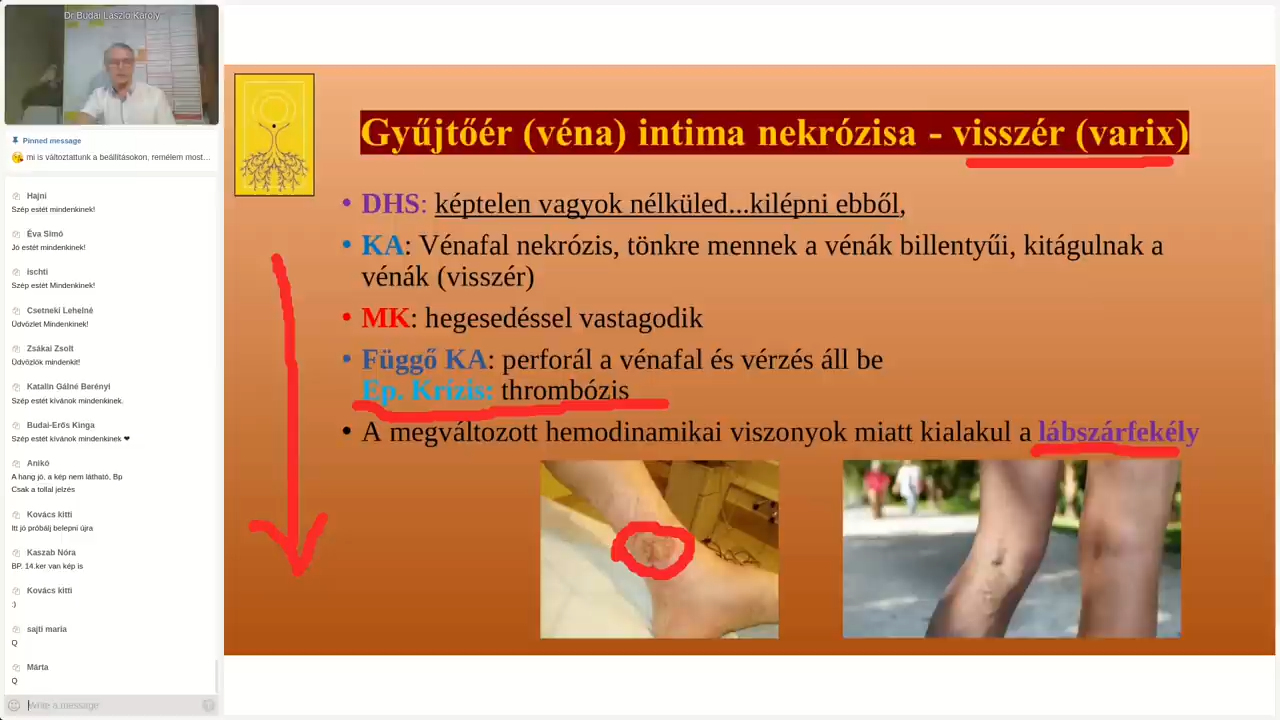 Dr Budai László Károly
Pinned message
mi is változtattunk a beállításokon, remélem most...
Hajni
Szép estét mindenkinek!
Éva Simó
Jó estét mindenkinek!
ischti
Szép estét Mindenkinek!
Csetneki Lehelné
Üdvözlet Mindenkinek!
Zsákai Zsolt
Üdvözlök mindenkit!
Katalin Gálné Berényi
Szép estét kívánok mindenkinek.
Budai-Erős Kinga
Szép estét kívánok mindenkinek ❤
Anikó
A hang jó, a kép nem látható, Bp
Csak a tollal jelzés
Kovács kitti
Itt jó próbálj belepni újra
Kaszab Nóra
BP. 14.ker van kép is
Kovács kitti
:)
sajti maria
Q
Márta
Q
Write a message
Gyűjtőér (véna) intima nekrózisa - visszér (varix)
• DHS: képtelen vagyok nélküled...kilépni ebből,
• KA: Vénafal nekrózis, tönkre mennek a vénák billentyűi, kitágulnak a
vénák (visszér)
• MK: hegesedéssel vastagodik
• Függő KA: perforál a vénafal és vérzés áll be
Ep. Krízis: thrombózis
• A megváltozott hemodinamikai viszonyok miatt kialakul a lábszárfekély